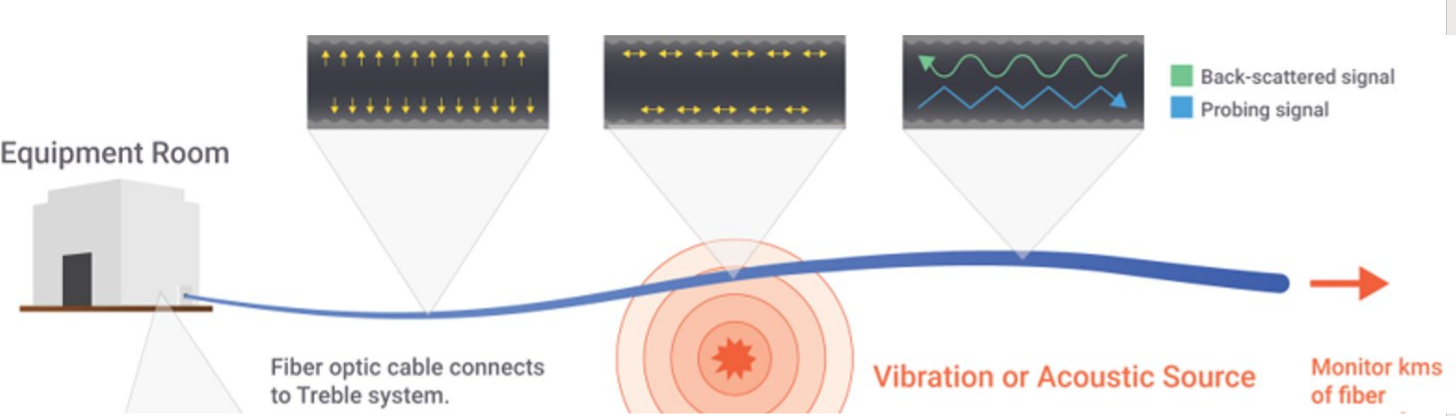 Back-scattered signal
Probing signal
Equipment Room
Fiber optic cable connects
to Treble system.
Vibration or Acoustic Source
Monitor kms
of fiber